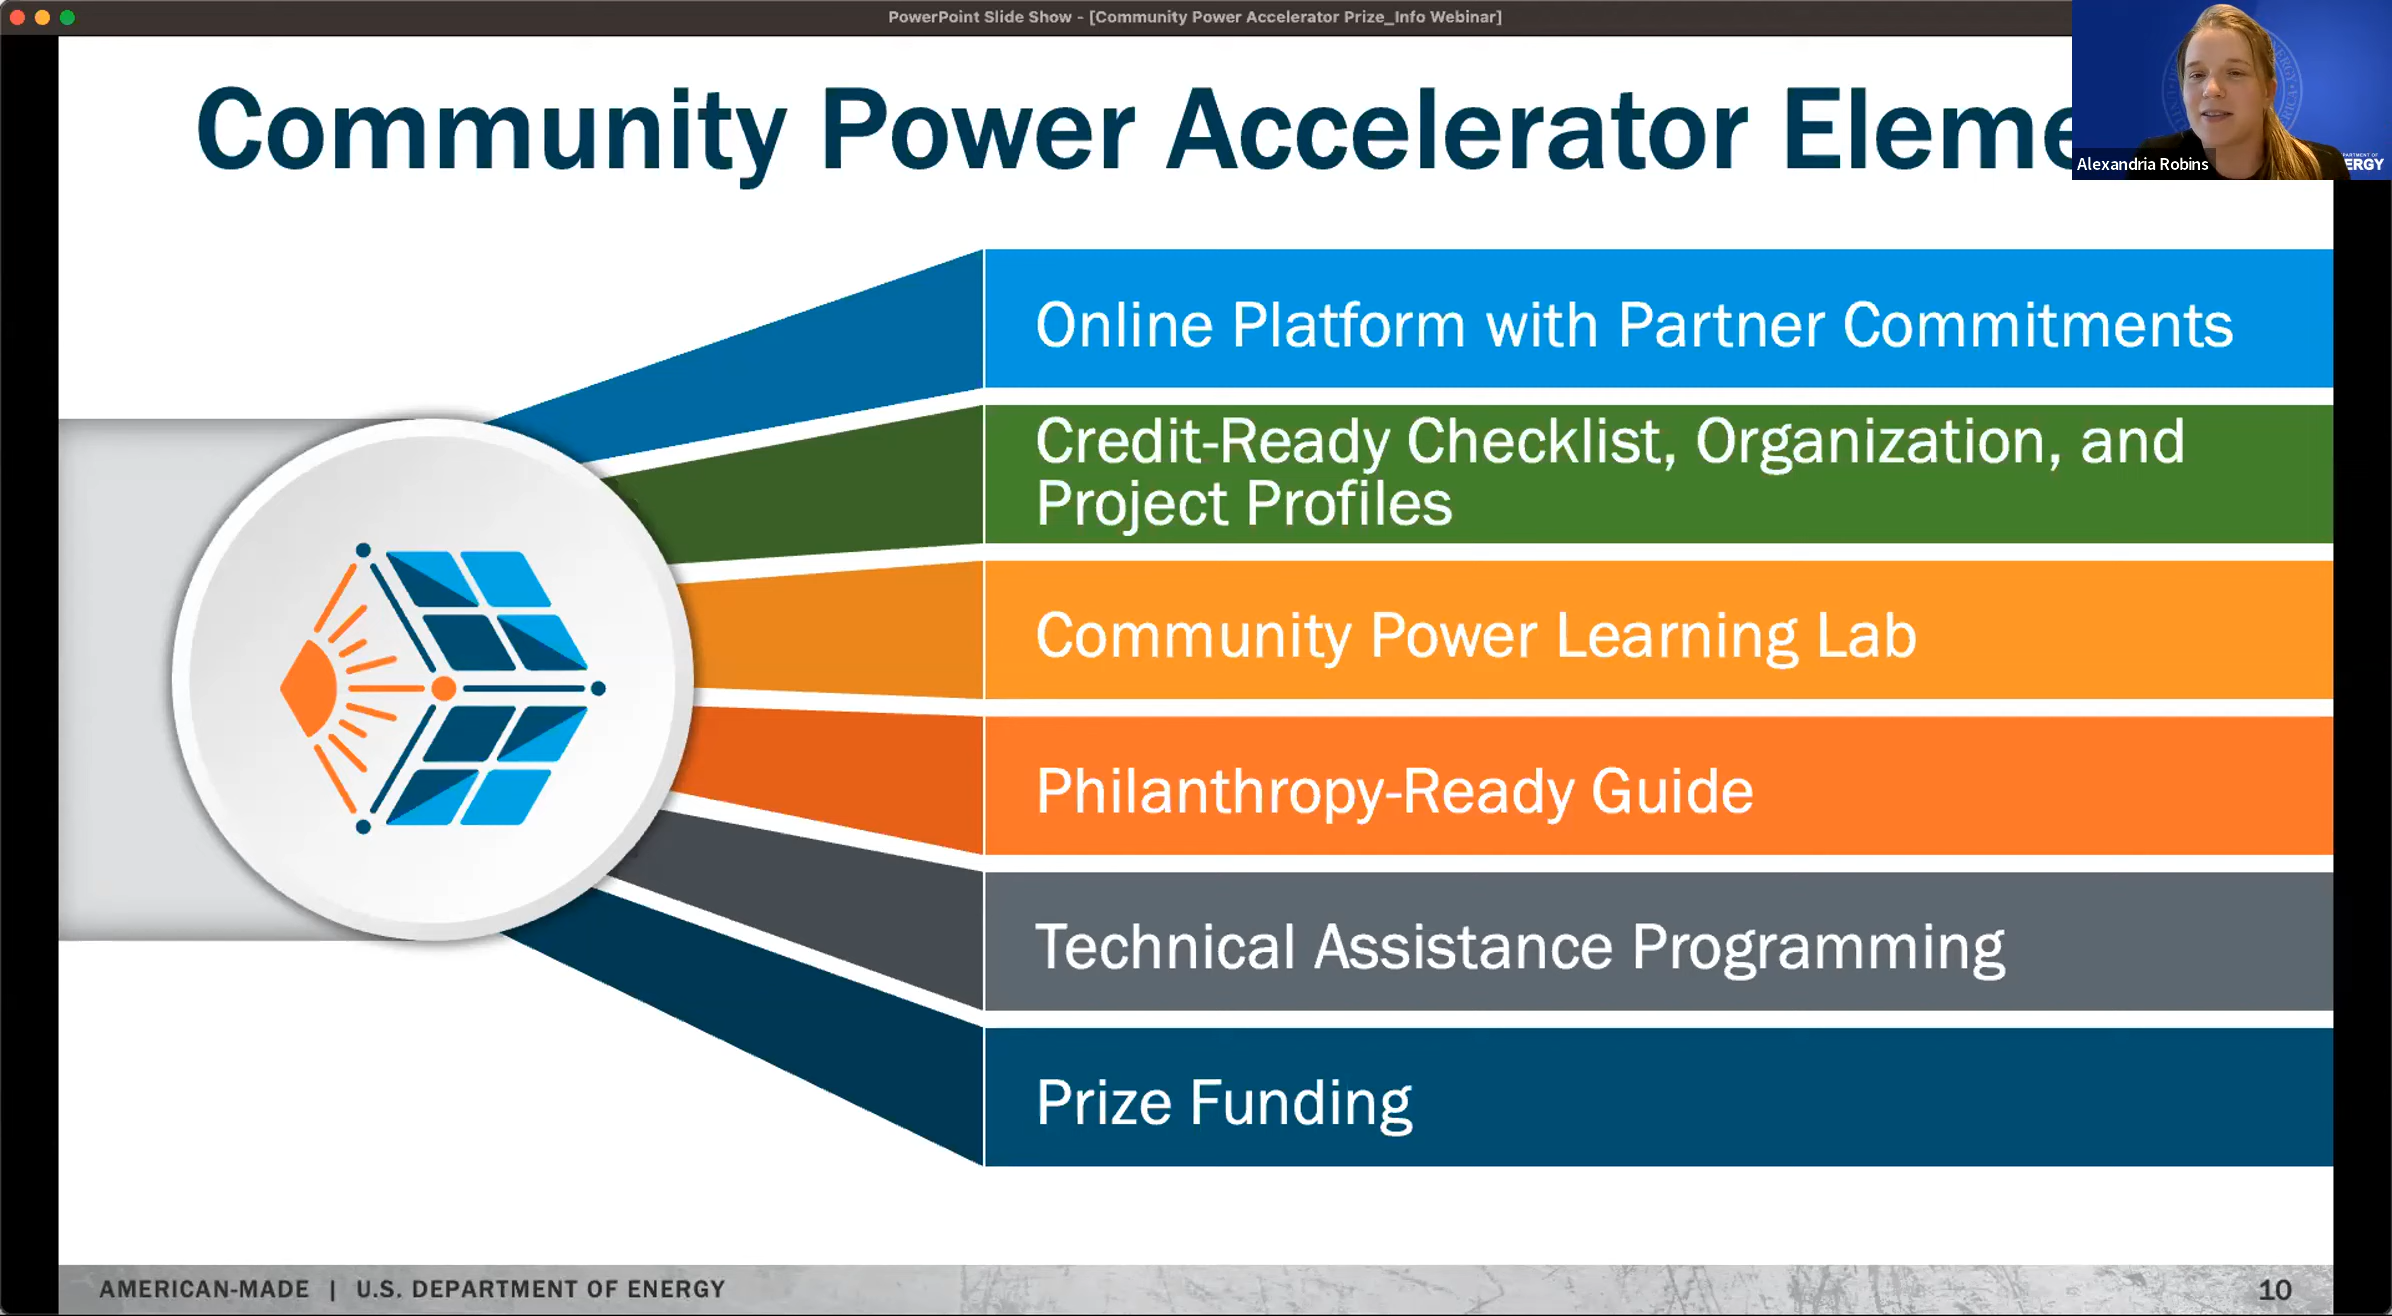 PowerPoint Slide Show - [Community Power Accelerator Prize_Info Webinar]
Community Power Accelerator Eleme
Alexandria Robins
ERGY
Online Platform with Partner Commitments
Credit-Ready Checklist, Organization, and
Project Profiles
Community Power Learning Lab
Philanthropy-Ready Guide
Technical Assistance Programming
Prize Funding
AMERICAN-MADE | U.S. DEPARTMENT OF ENERGY
10